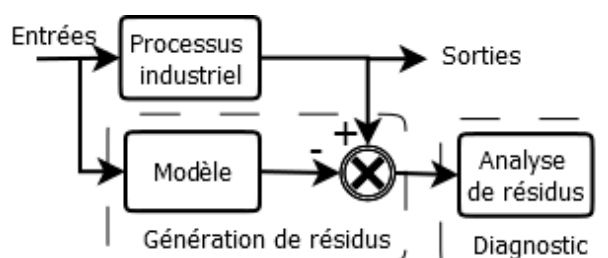 Entrées
Processus
industriel
Sorties
+
-
Modèle
Analyse
de résidus
Génération de résidus
Diagnostic